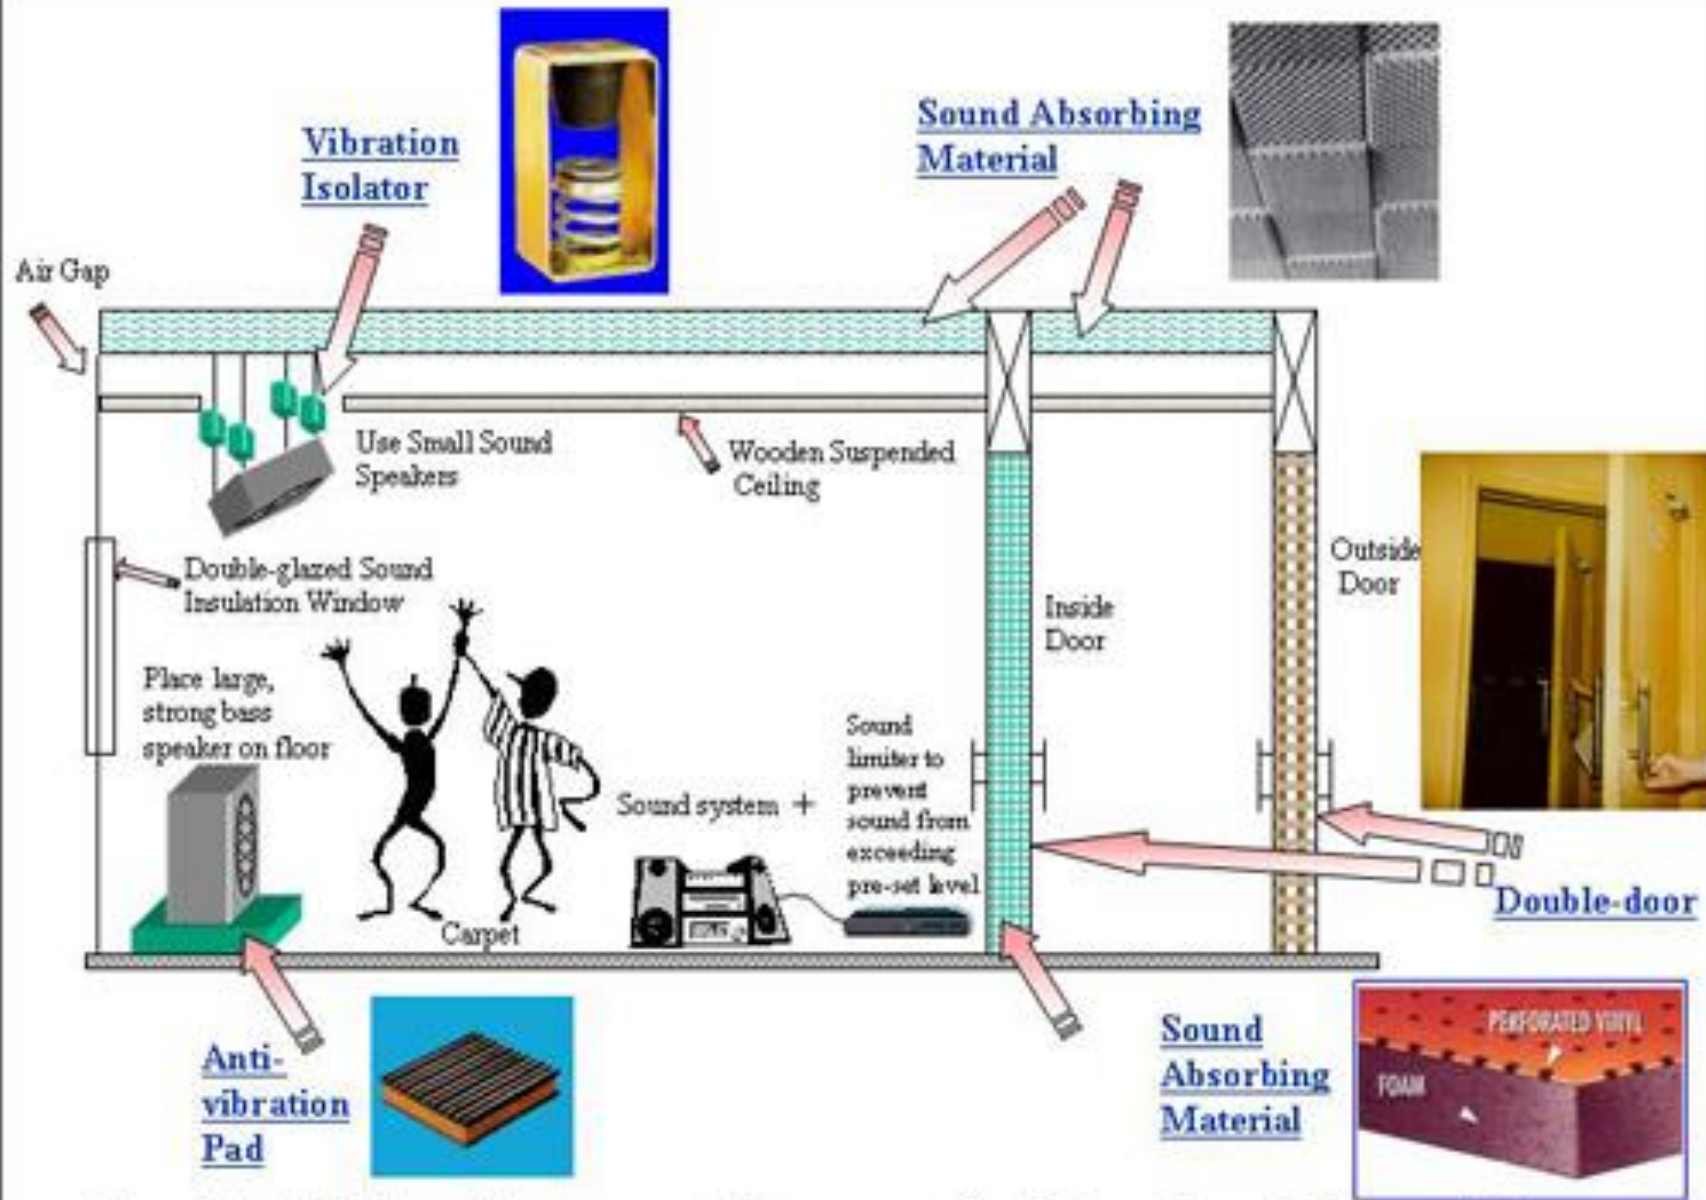 Vibration
Isolator
Sound Absorbing
Material
Air Gap
Use Small Sound
Speakers
Wooden Suspended
Ceiling
Double-glazed Sound
Insulation Window
Outside
Door
Inside
Door
Place large,
strong bass
speaker on floor
Sound system +
Sound
limiter to
prevent
sound from
exceeding
pre-set level
Double-door
Carpet
Anti-
vibration
Pad
Sound
Absorbing
Material
PERFORATED VINYL
FOAM